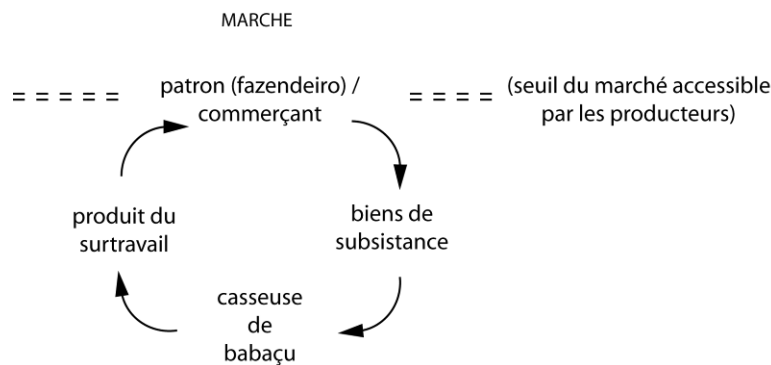 MARCHE
= = = = =
patron (fazendeiro) /
commerçant
= = = =
(seuil du marché accessible
par les producteurs)
produit du
surtravail
biens de
subsistance
casseuse
de
babaçu